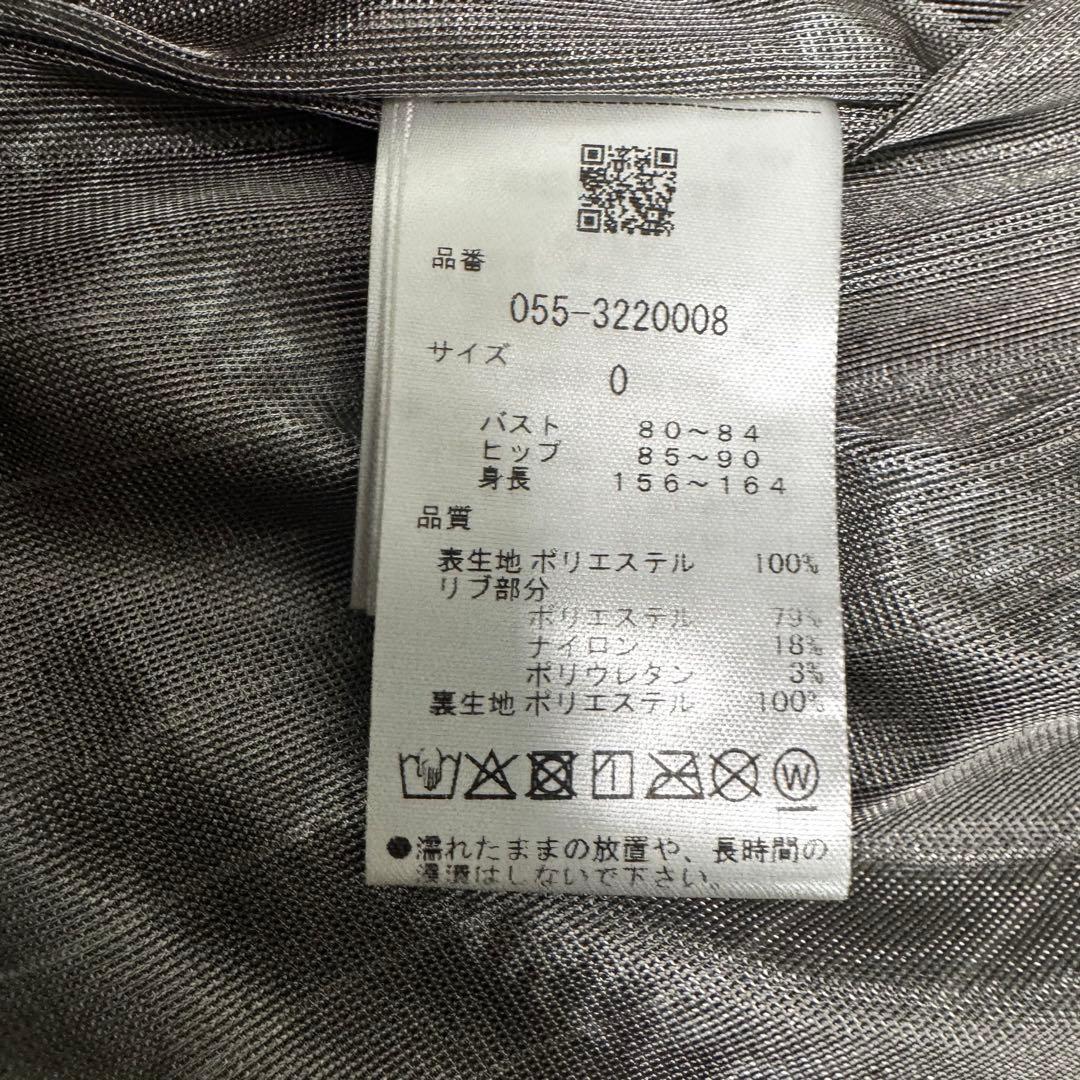 品番
055-3220008
サイズ
0
バスト 80～84
ヒップ 85～90
身長 156～164
品質
表生地 ポリエステル 100%
リブ部分
ポリエステル 79%
ナイロン 18%
ポリウレタン 3%
裏生地 ポリエステル 100%
W
●濡れたままの放置や、長時間の
浸漬はしないで下さい。